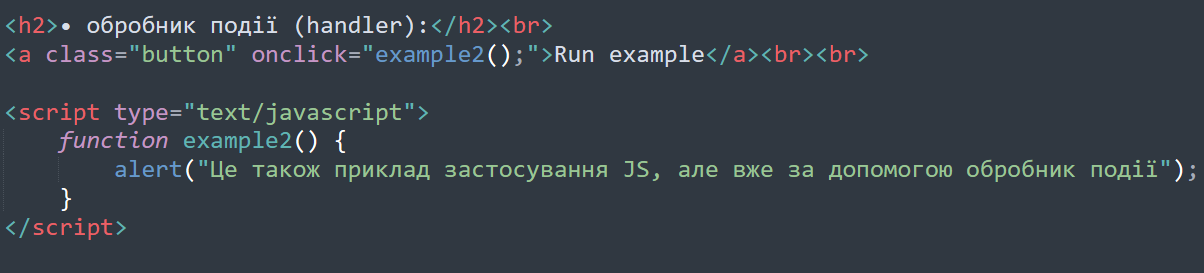 <h2>• обробник події (handler):</h2><br>
<a class="button" onclick="example2();">Run example</a><br><br>
<script type="text/javascript">
function example2() {
alert("Це також приклад застосування JS, але вже за допомогою обробник події");
}
</script>